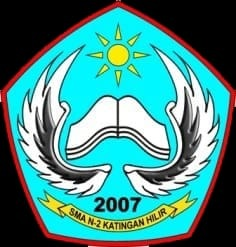 2007
SMA N-2 KATINGAN HILIR